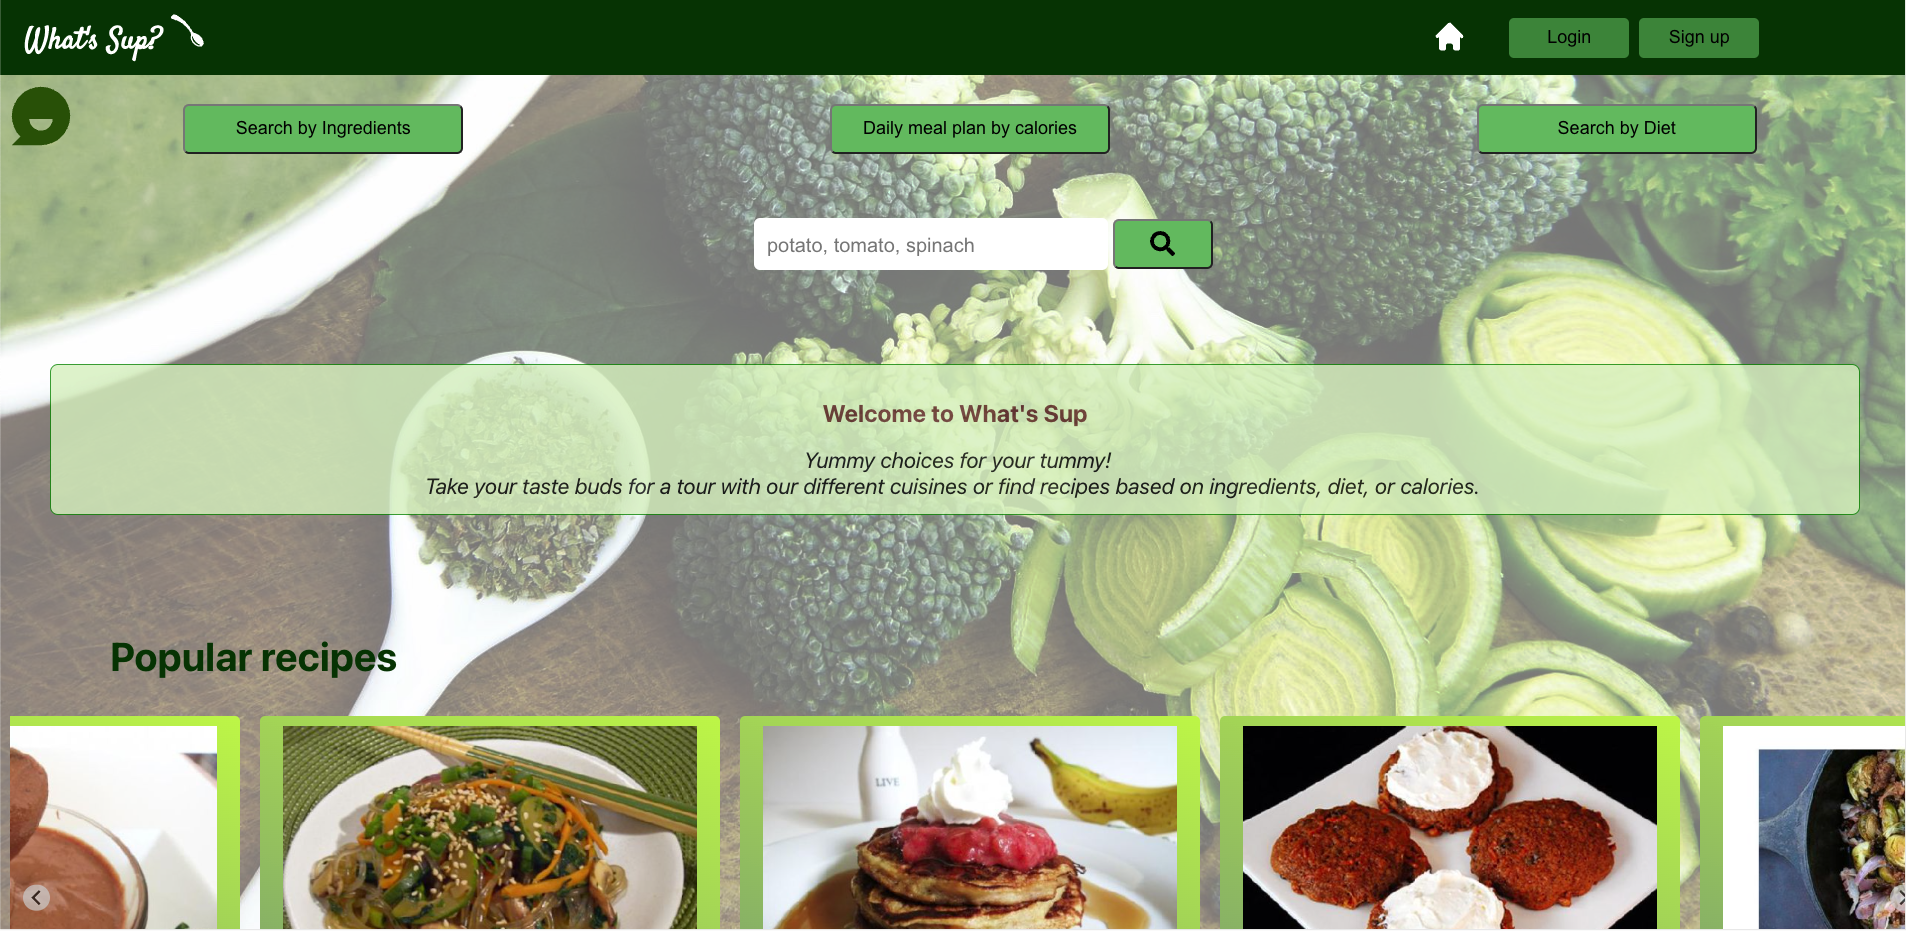 What's Sup?
Login
Sign up
Search by Ingredients
Daily meal plan by calories
Search by Diet
potato, tomato, spinach
Welcome to What's Sup
Yummy choices for your tummy!
Take your taste buds for a tour with our different cuisines or find recipes based on ingredients, diet, or calories.
Popular recipes
LIVE